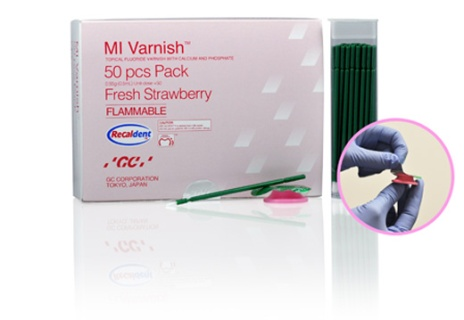 MI Varnish™
TOPICAL FLUORIDE VARNISH WITH CALCIUM AND PHOSPHATE
50 pcs Pack
Fresh Strawberry
FLAMMABLE
Recaldent
CAUTION
'GC'
GC CORPORATION
TOKYO, JAPAN